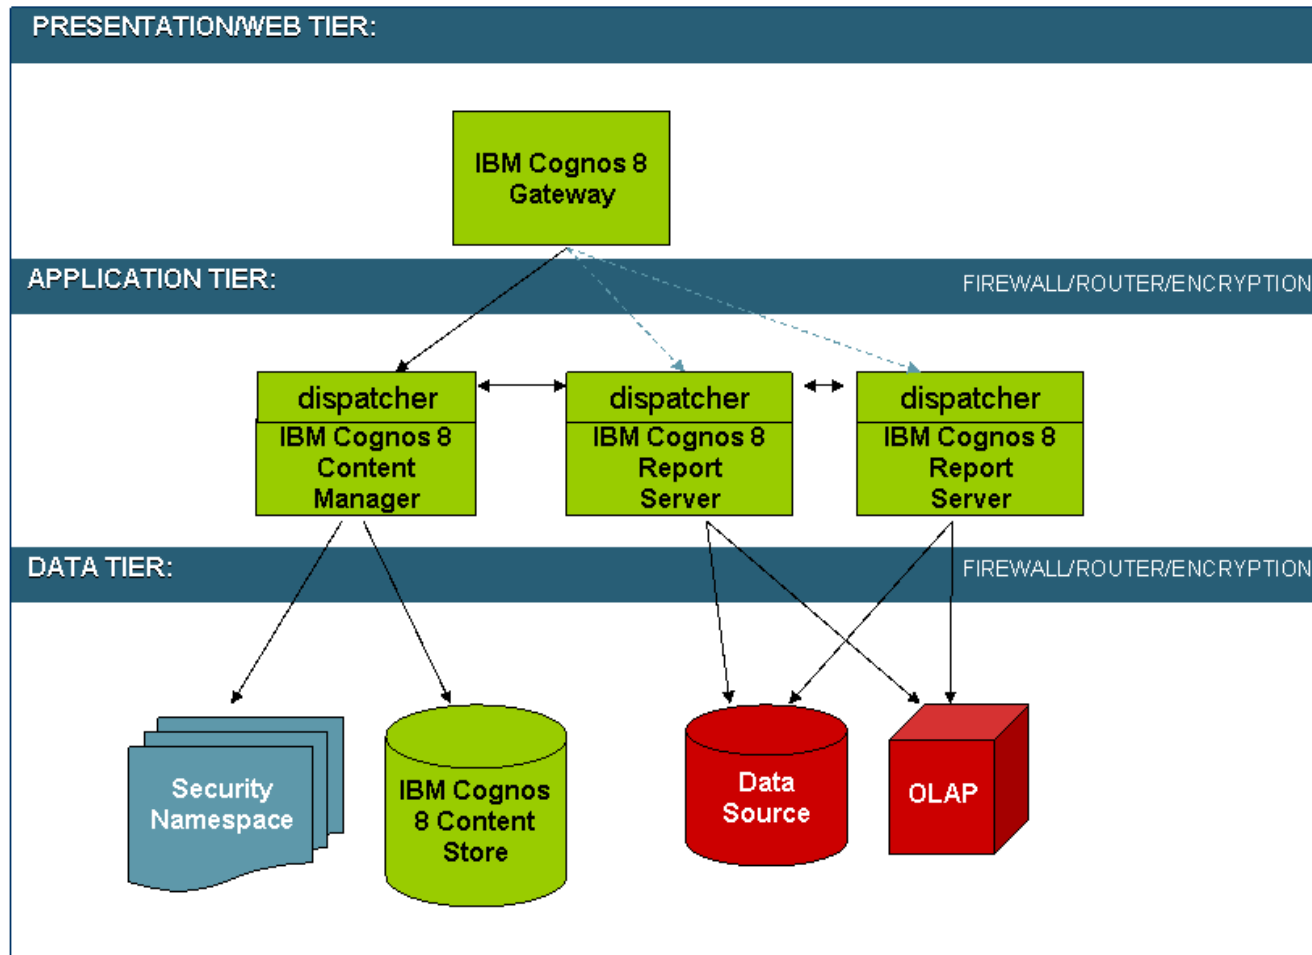 PRESENTATION/WEB TIER:
IBM Cognos 8
Gateway
APPLICATION TIER:
FIREWALL/ROUTER/ENCRYPTION
dispatcher
IBM Cognos 8
Content
Manager
dispatcher
IBM Cognos 8
Report
Server
dispatcher
IBM Cognos 8
Report
Server
DATA TIER:
FIREWALL/ROUTER/ENCRYPTION
Security
Namespace
IBM Cognos
8 Content
Store
Data
Source
OLAP